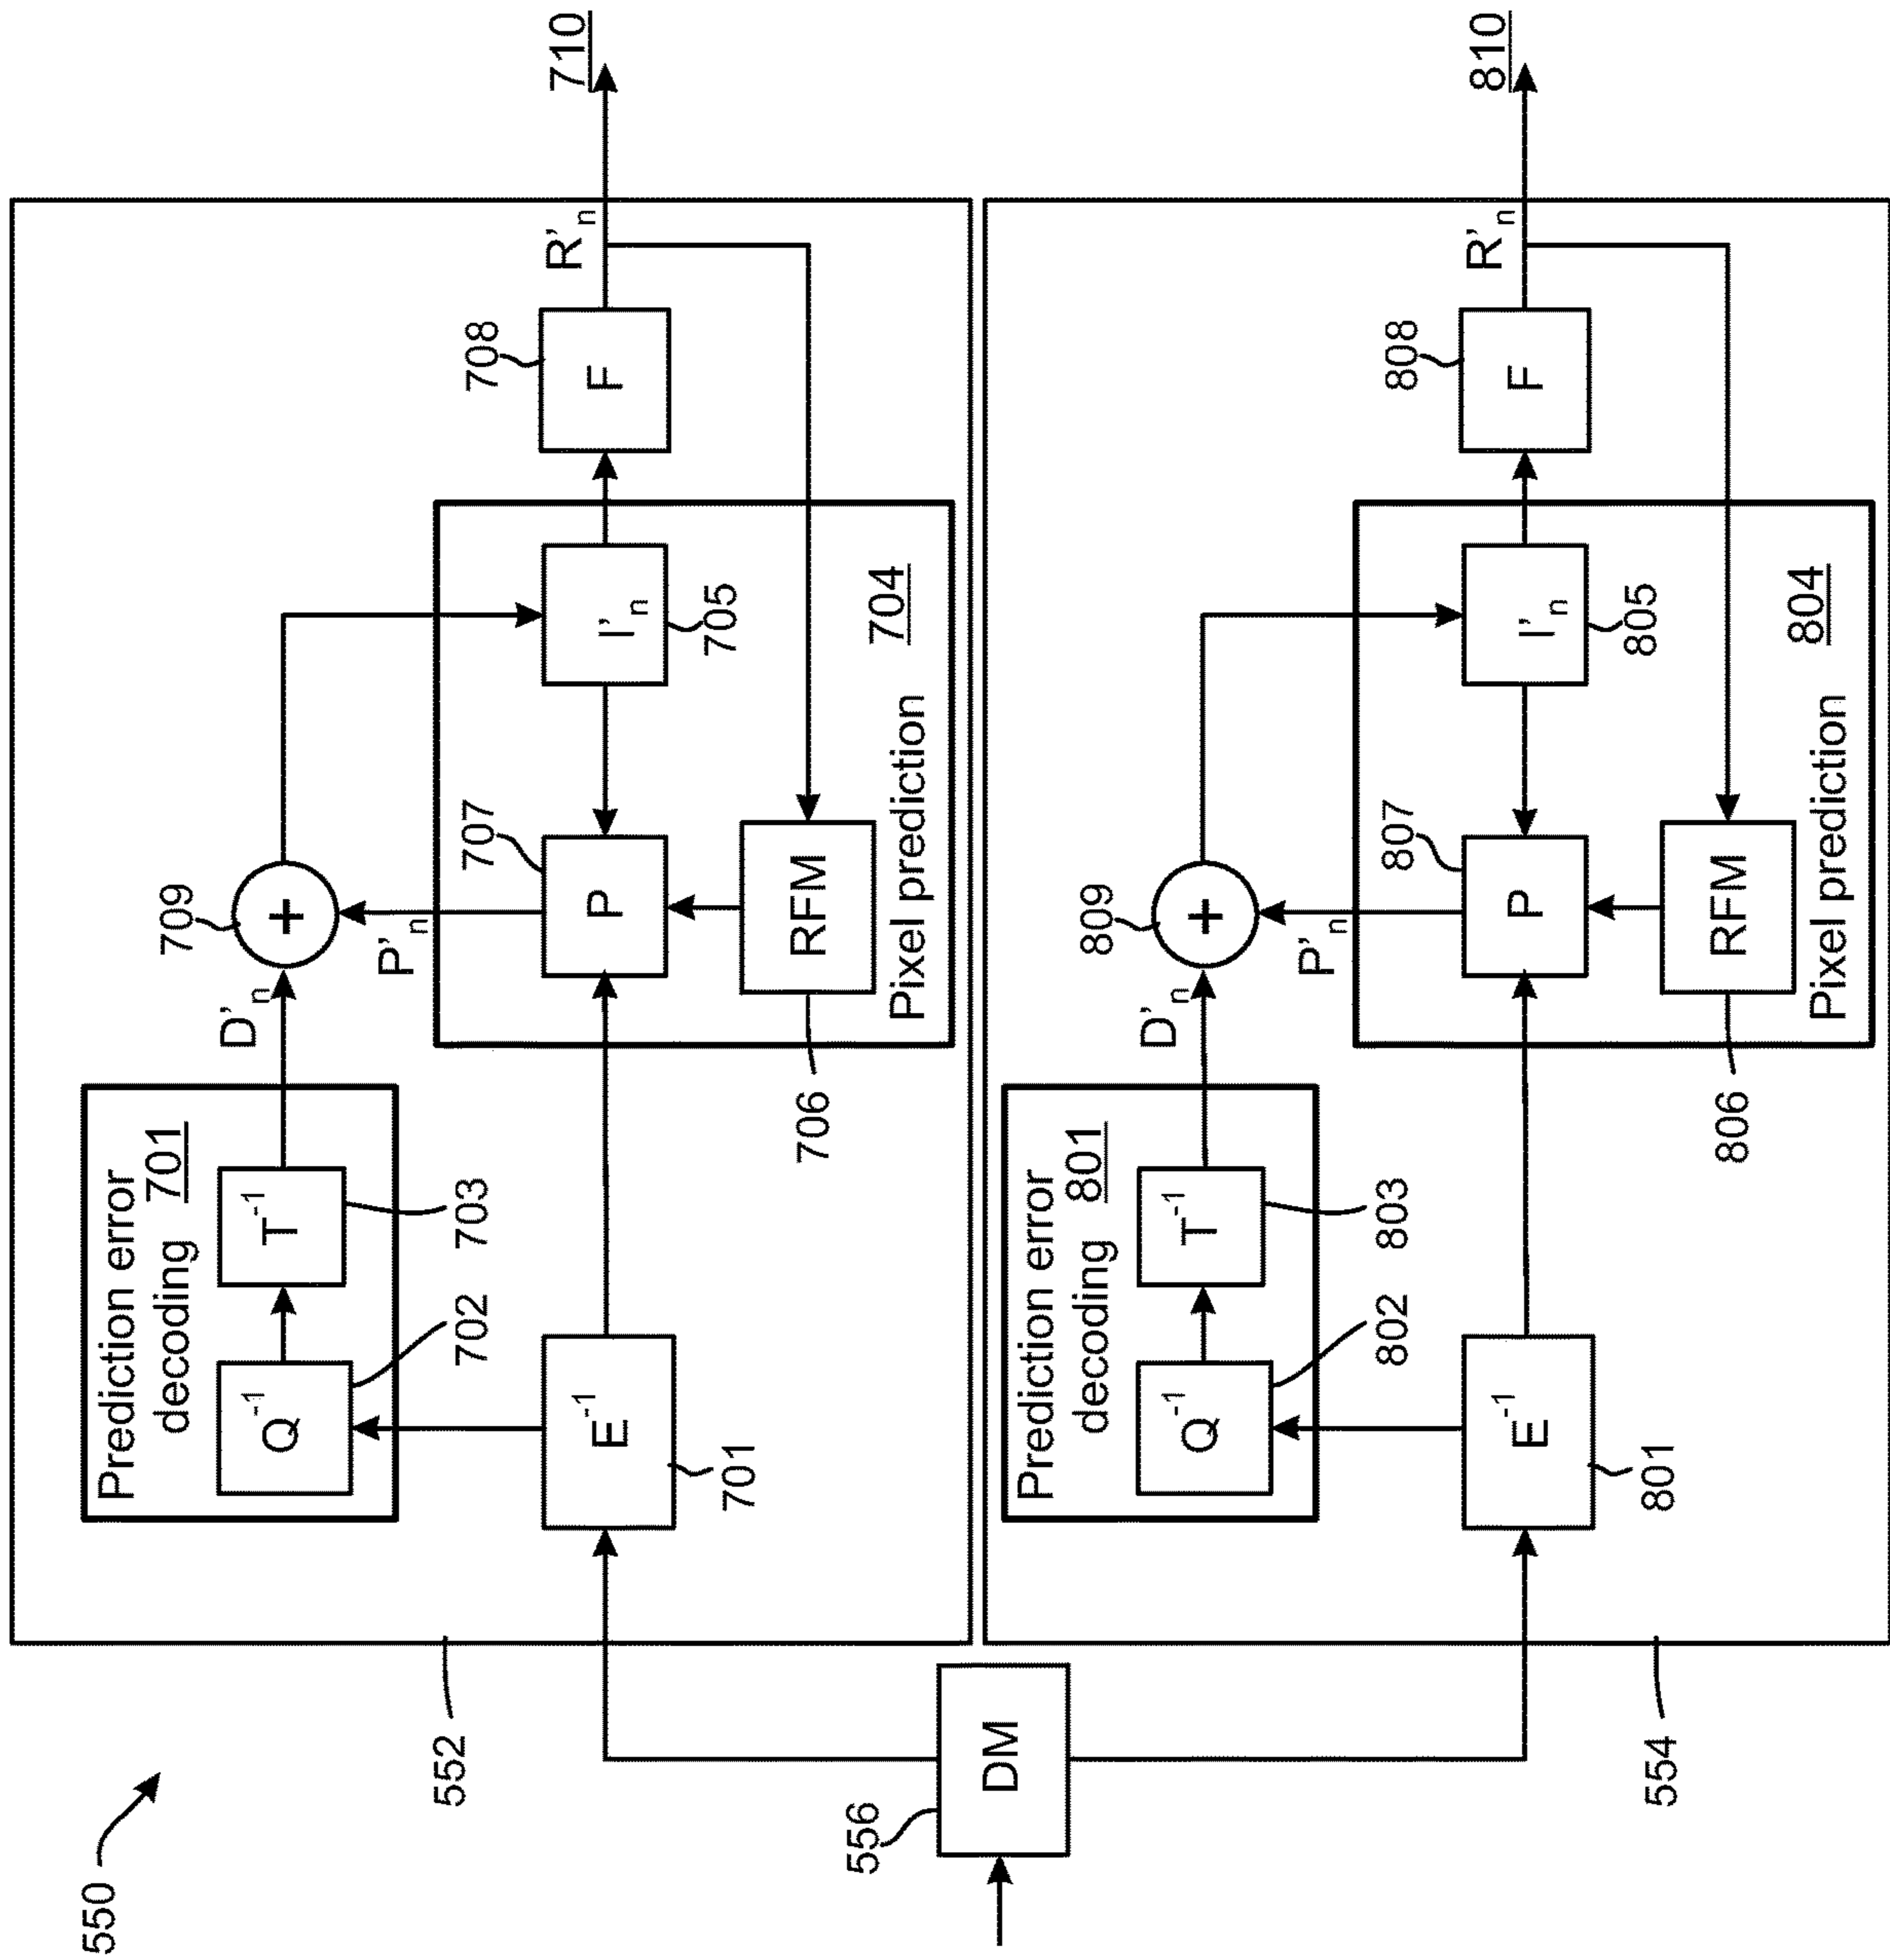 550
552
Prediction error
decoding 701
Q⁻¹
T⁻¹
702
703
D'n
709
+
P'n
E⁻¹
701
707
P
I'n
705
RFM
706
Pixel prediction
704
708
F
R'n
710
556
DM
554
Prediction error
decoding 801
Q⁻¹
T⁻¹
802
803
D'n
809
+
P'n
E⁻¹
801
807
P
I'n
805
RFM
806
Pixel prediction
804
808
F
R'n
810